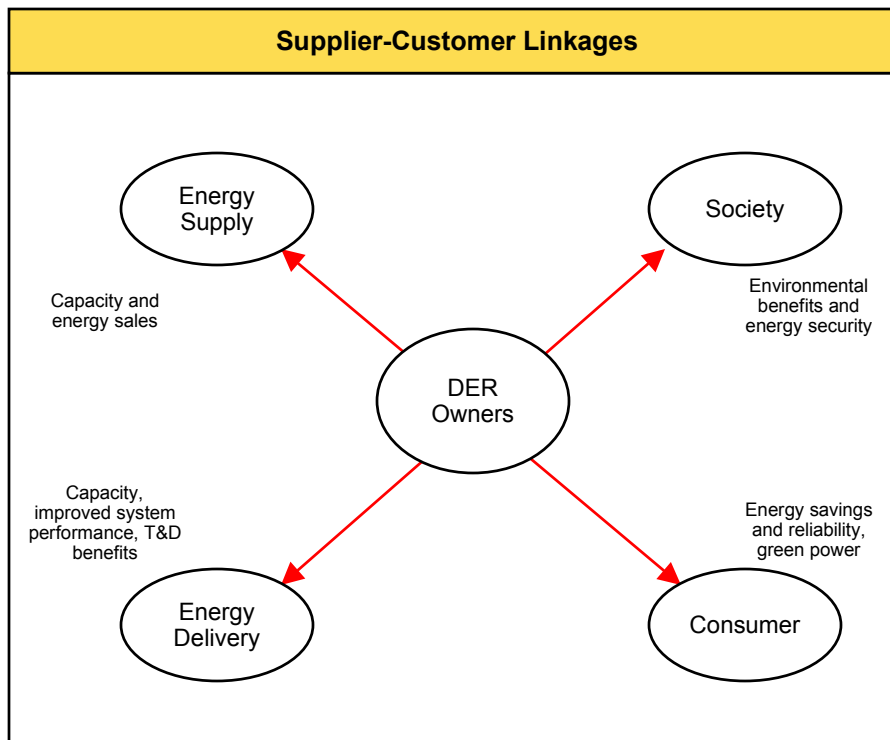 Supplier-Customer Linkages
Energy
Supply
Society
Capacity and
energy sales
Environmental
benefits and
energy security
DER
Owners
Capacity,
improved system
performance, T&D
benefits
Energy savings
and reliability,
green power
Energy
Delivery
Consumer